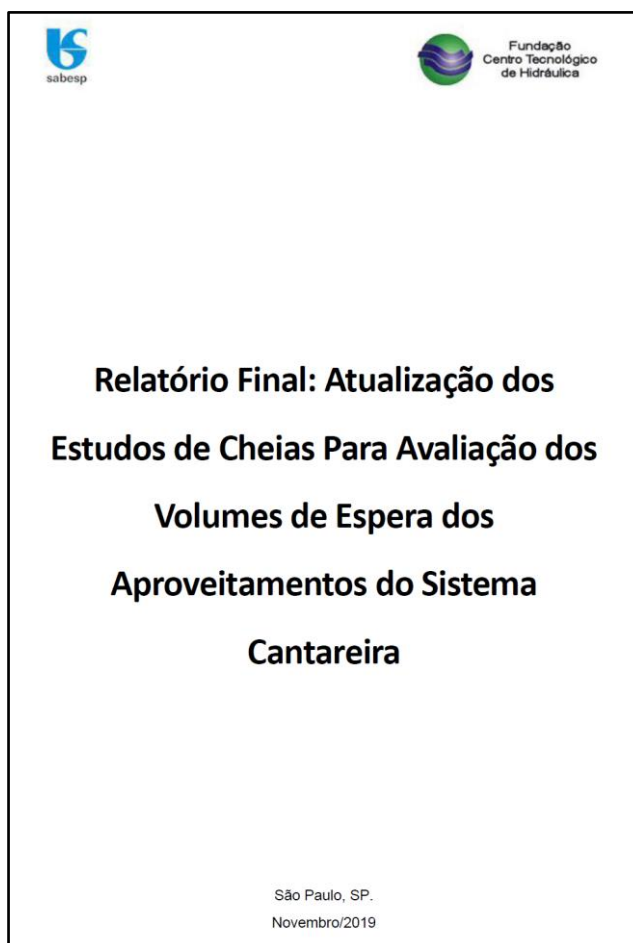 sabesp
Fundação
Centro Tecnológico
de Hidráulica
Relatório Final: Atualização dos
Estudos de Cheias Para Avaliação dos
Volumes de Espera dos
Aproveitamentos do Sistema
Cantareira
São Paulo, SP.
Novembro/2019